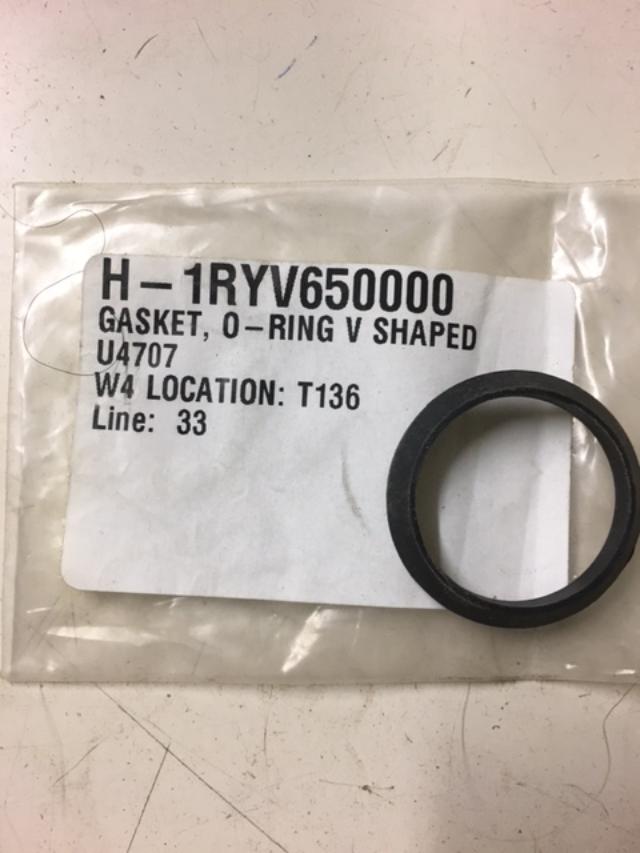 H-1RYV650000
GASKET, O-RING V SHAPED
U4707
W4 LOCATION: T136
Line: 33